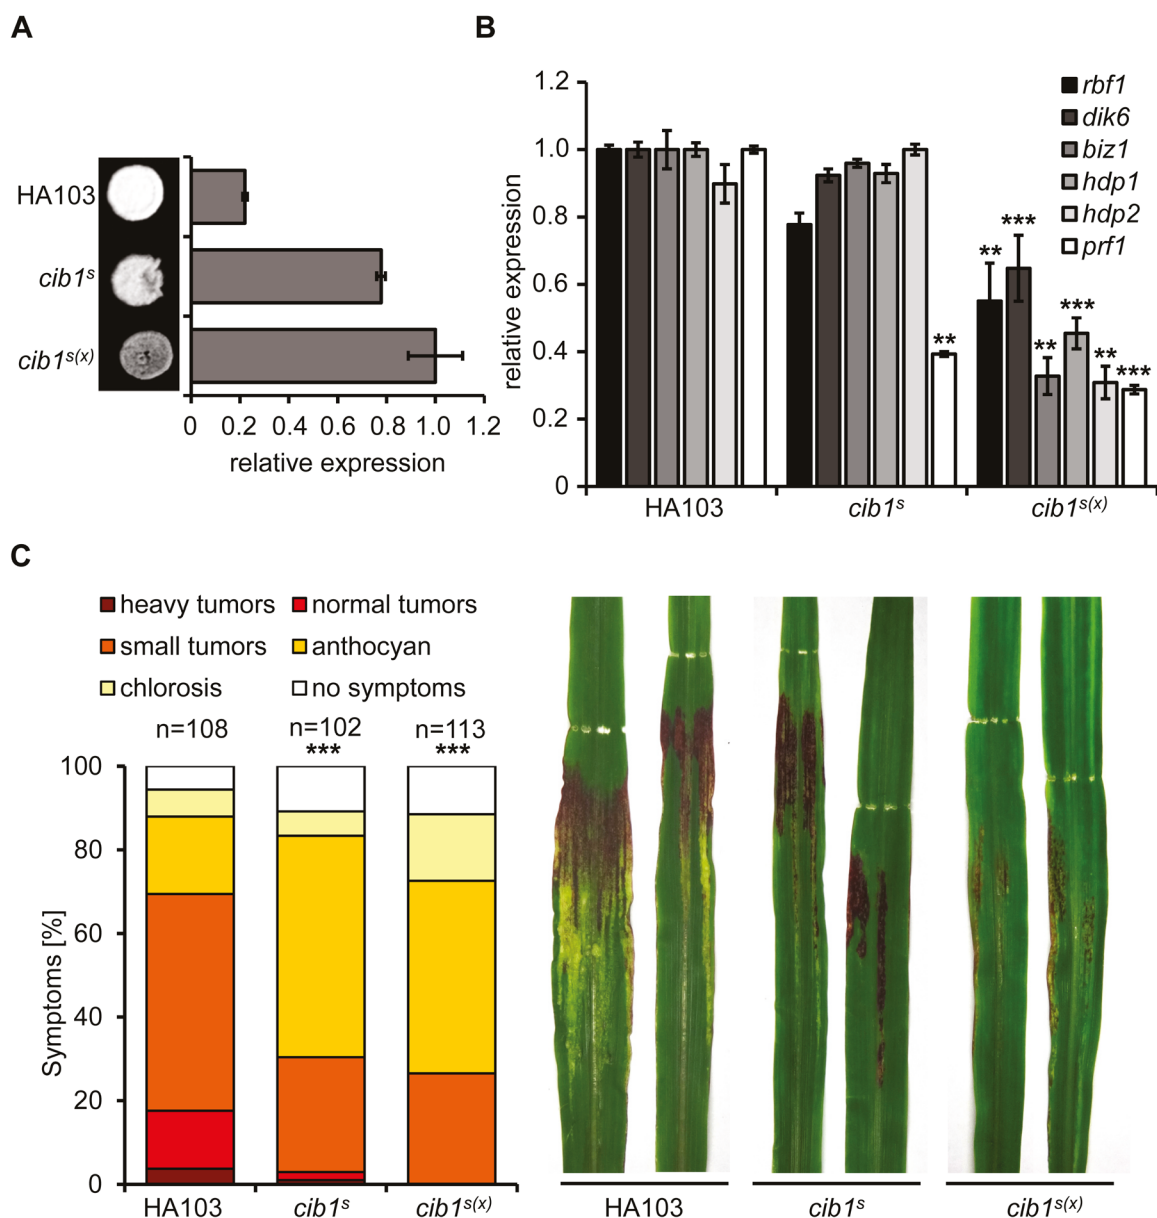 A
HA103
cib1s
cib1s(x)
0 0.2 0.4 0.6 0.8 1.0 1.2
relative expression
B
relative expression
1.2
1.0
0.8
0.6
0.4
0.2
0
rbf1
dik6
biz1
hdp1
hdp2
prf1
**
**
***
**
***
**
***
HA103 cib1s cib1s(x)
C
heavy tumors normal tumors
small tumors anthocyan
chlorosis no symptoms
n=108 n=102 n=113
*** ***
Symptoms [%]
100
80
60
40
20
0
HA103 cib1s cib1s(x)
HA103 cib1s cib1s(x)